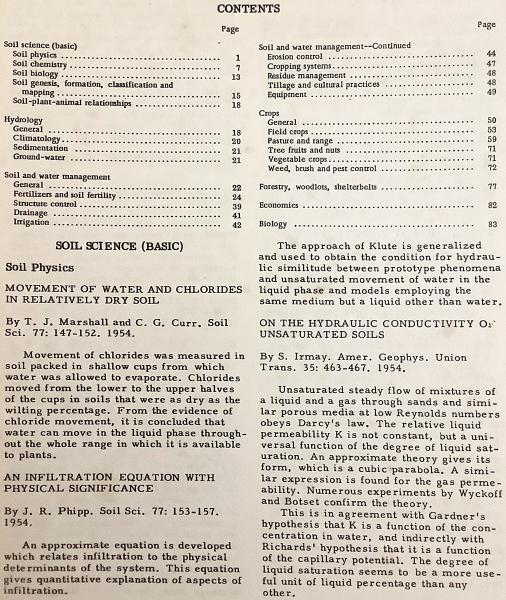 CONTENTS
Page
Soil science (basic)
Soil physics ........ 1
Soil chemistry ........ 7
Soil biology ........ 13
Soil genesis, formation, classification and
mapping ........ 15
Soil-plant-animal relationships ........ 18
Hydrology
General ........ 18
Climatology ........ 20
Sedimentation ........ 21
Ground-water ........ 21
Soil and water management
General ........ 22
Fertilizers and soil fertility ........ 24
Structure control ........ 39
Drainage ........ 41
Irrigation ........ 42
Page
Soil and water management--Continued
Erosion control ........ 44
Cropping systems ........ 47
Residue management ........ 48
Tillage and cultural practices ........ 48
Equipment ........ 49
Crops
General ........ 50
Field crops ........ 53
Pasture and range ........ 59
Tree fruits and nuts ........ 71
Vegetable crops ........ 71
Weed, brush and pest control ........ 72
Forestry, woodlots, shelterbelts ........ 77
Economics ........ 82
Biology ........ 83
SOIL SCIENCE (BASIC)
Soil Physics
MOVEMENT OF WATER AND CHLORIDES
IN RELATIVELY DRY SOIL
By T. J. Marshall and C. G. Curr. Soil
Sci. 77: 147-152. 1954.
Movement of chlorides was measured in
soil packed in shallow cups from which
water was allowed to evaporate. Chlorides
moved from the lower to the upper halves
of the cups in soils that were as dry as the
wilting percentage. From the evidence of
chloride movement, it is concluded that
water can move in the liquid phase through-
out the whole range in which it is available
to plants.
AN INFILTRATION EQUATION WITH
PHYSICAL SIGNIFICANCE
By J. R. Phipp. Soil Sci. 77: 153-157.
1954.
An approximate equation is developed
which relates infiltration to the physical
determinants of the system. This equation
gives quantitative explanation of aspects of
infiltration.
The approach of Klute is generalized
and used to obtain the condition for hydrau-
lic similitude between prototype phenomena
and unsaturated movement of water in the
liquid phase and models employing the
same medium but a liquid other than water.
ON THE HYDRAULIC CONDUCTIVITY OF
UNSATURATED SOILS
By S. Irmay. Amer. Geophys. Union
Trans. 35: 463-467. 1954.
Unsaturated steady flow of mixtures of
a liquid and a gas through sands and simi-
lar porous media at low Reynolds numbers
obeys Darcy's law. The relative liquid
permeability K is not constant, but a uni-
versal function of the degree of liquid sat-
uration. An approximate theory gives its
form, which is a cubic parabola. A simi-
lar expression is found for the gas perme-
ability. Numerous experiments by Wyckoff
and Botset confirm the theory.
This is in agreement with Gardner's
hypothesis that K is a function of the con-
centration in water, and indirectly with
Richards' hypothesis that it is a function
of the capillary potential. The degree of
liquid saturation seems to be a more use-
ful unit of liquid percentage than any
other.